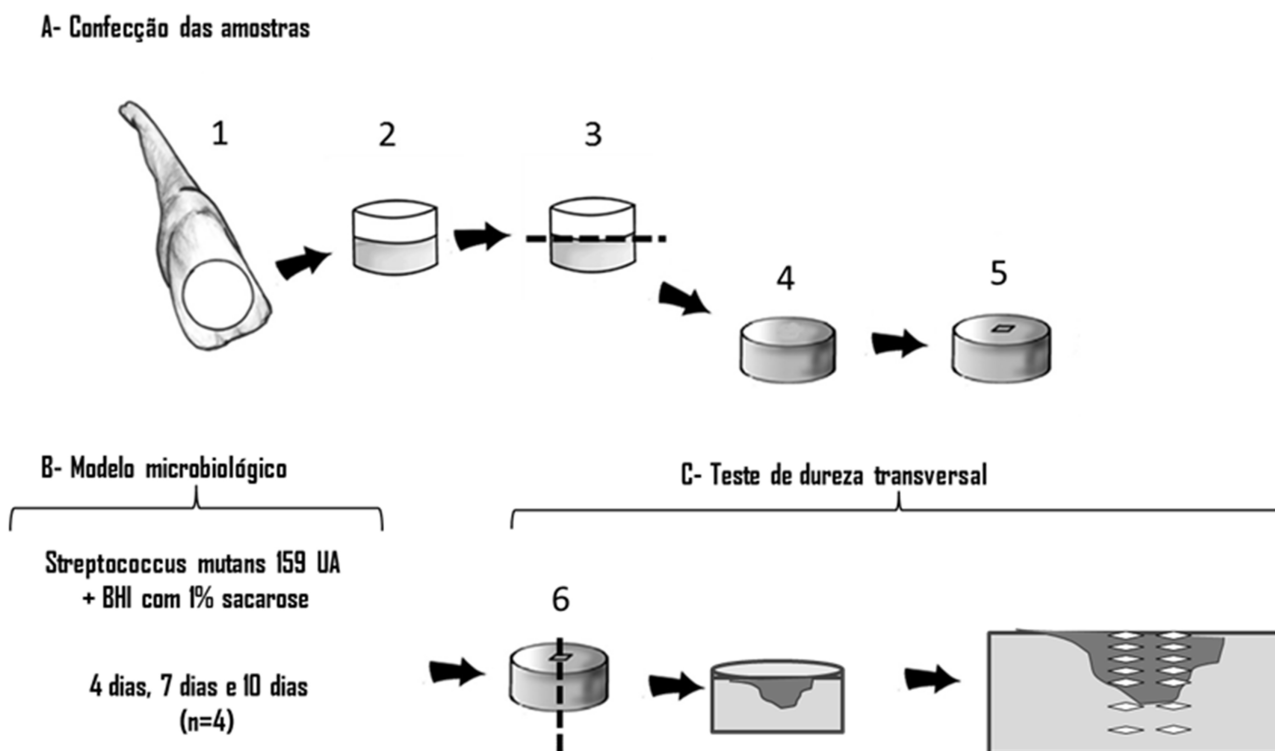 A- Confecção das amostras
1
2
3
4
5
B- Modelo microbiológico
C- Teste de dureza transversal
Streptococcus mutans 159 UA
+ BHI com 1% sacarose
6
4 dias, 7 dias e 10 dias
(n=4)